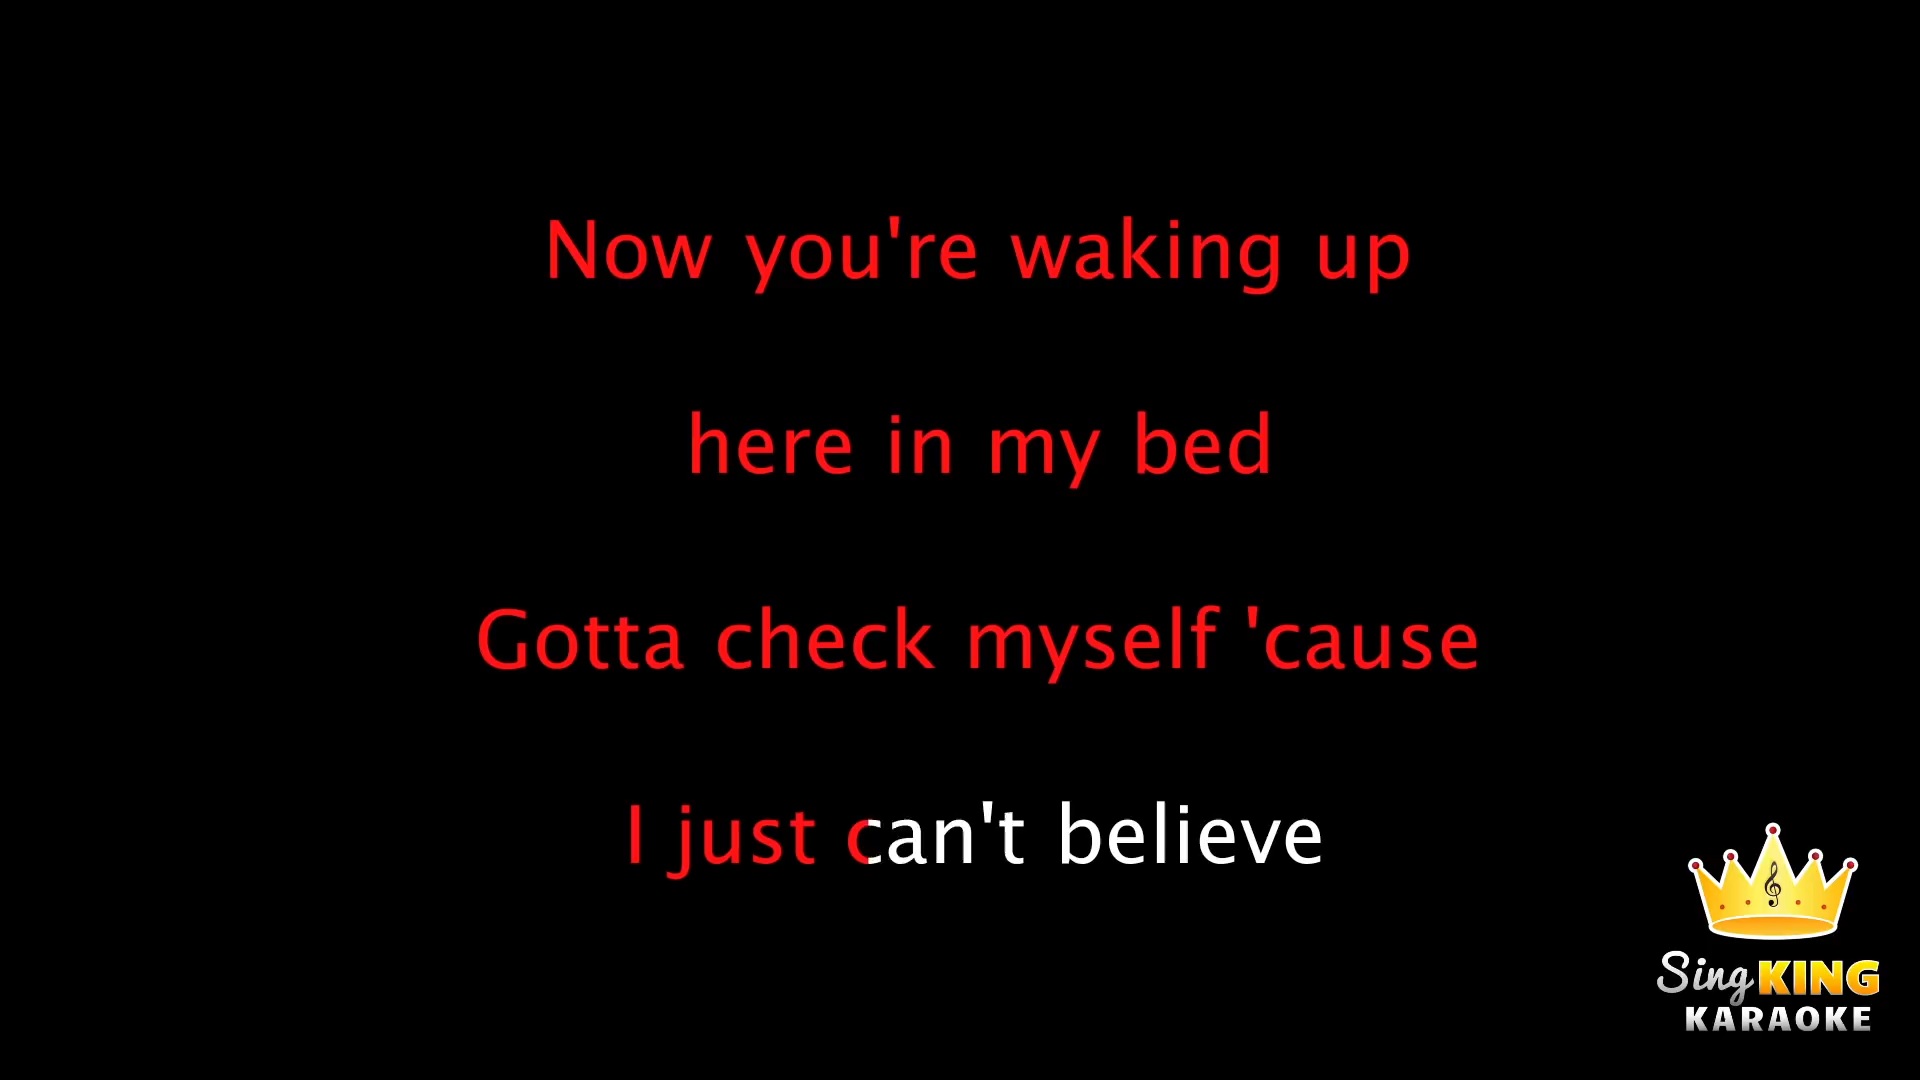 Now you're waking up
here in my bed
Gotta check myself 'cause
I just can't believe
Sing KING
KARAOKE